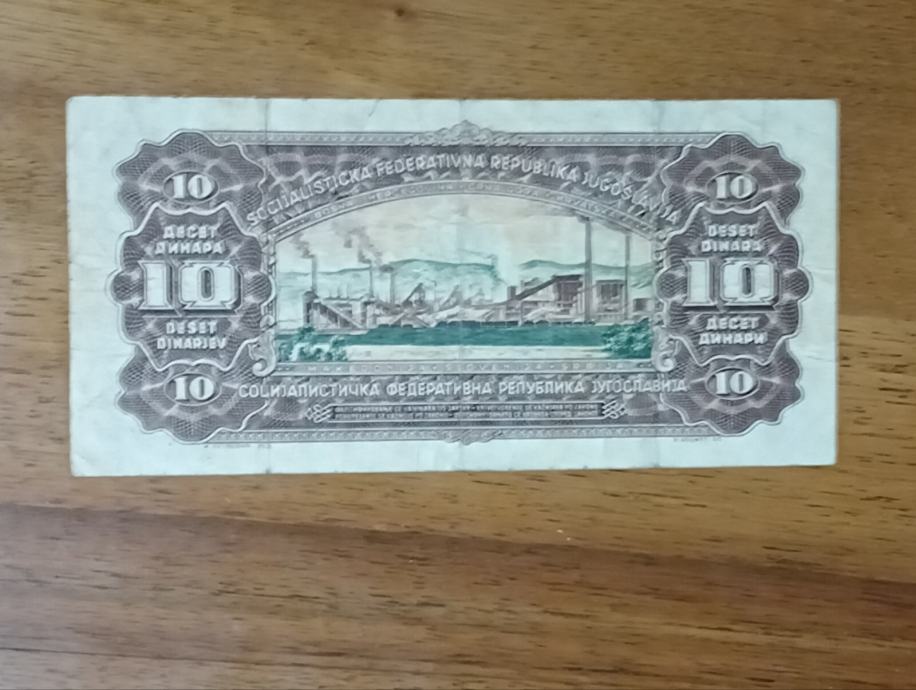 SOCIJALISTIČKA FEDERATIVNA REPUBLIKA JUGOSLAVIJA
10
10
ДЕСЕТ
ДИНАРА
10
DESET
DINARJEV
DESET
DINARA
10
ДЕСЕТ
ДИНАРИ
10
10
СОЦИЈАЛИСТИЧКА ФЕДЕРАТИВНА РЕПУБЛИКА ЈУГОСЛАВИЈА